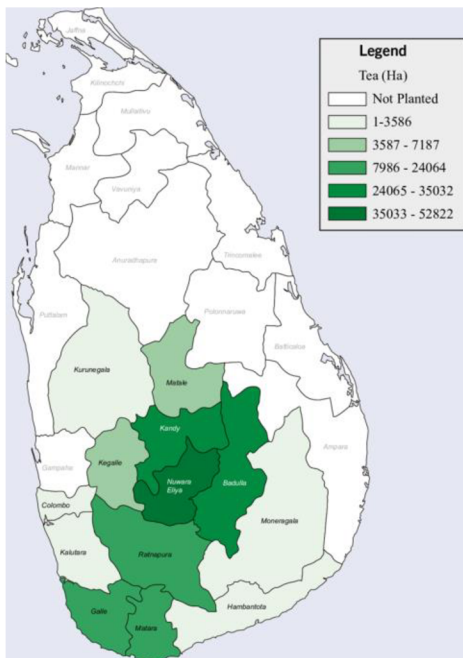 Jaffna
Kilinochchi
Mullaitivu
Mannar
Vavuniya
Anuradhapura
Trincomalee
Puttalam
Polonnaruwa
Batticaloa
Kurunegala
Matale
Kandy
Kegalle
Gampaha
Nuwara
Eliya
Badulla
Ampara
Colombo
Moneragala
Kalutara
Ratnapura
Hambantota
Galle
Matara
Legend
Tea (Ha)
Not Planted
1-3586
3587 - 7187
7986 - 24064
24065 - 35032
35033 - 52822